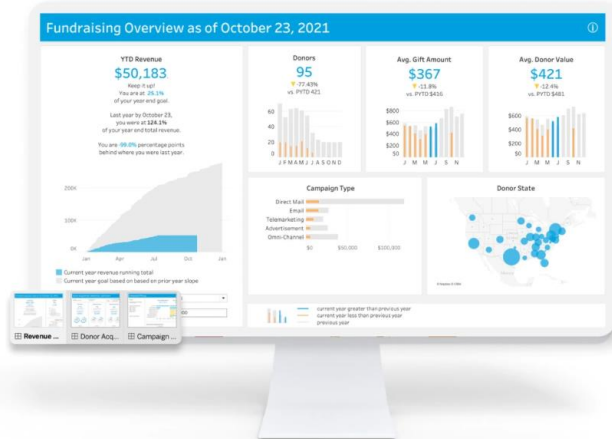 Fundraising Overview as of October 23, 2021
YTD Revenue
$50,183
Keep it up!
You are at 25.1%
of your year end goal.
Last year by October 23,
you were at 124.1%
of your year end total revenue.
You are -99.0% percentage points
behind where you were last year.
200K
100K
0K
Jan
Apr
Jul
Oct
Jan
Current year revenue running total
Current year goal based on based on prior year slope
Donors
95
-77.43%
vs. PYTD 421
60
40
20
0
J F M A M J J A S O N D
Avg. Gift Amount
$367
-11.8%
vs. PYTD $416
$800
$600
$400
$200
$0
J M M J S N
Avg. Donor Value
$421
-12.4%
vs. PYTD $481
$600
$400
$200
$0
J M M J S N
Campaign Type
Direct Mail
Email
Telemarketing
Advertisement
Omni-Channel
$0
$50,000
$100,000
Donor State
current year greater than previous year
current year less than previous year
previous year
Revenue ...
Donor Acq...
Campaign ...